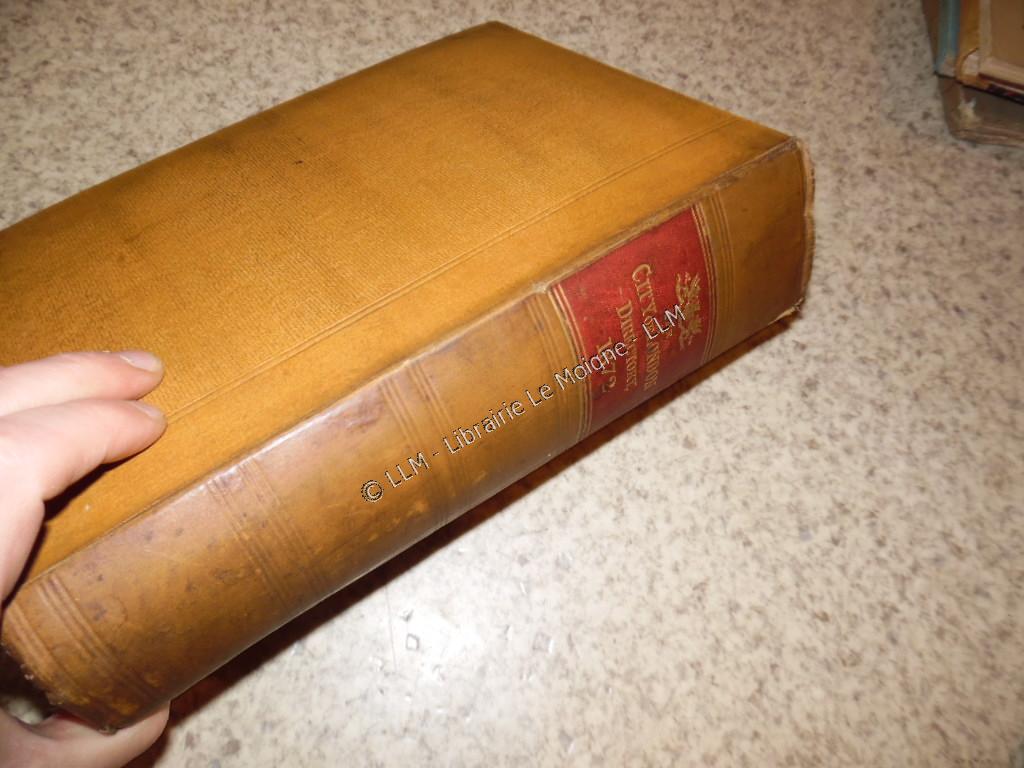 CITY OF LONDON
DIRECTORY.
1872
© LLM - Librairie Le Moigne - LLM